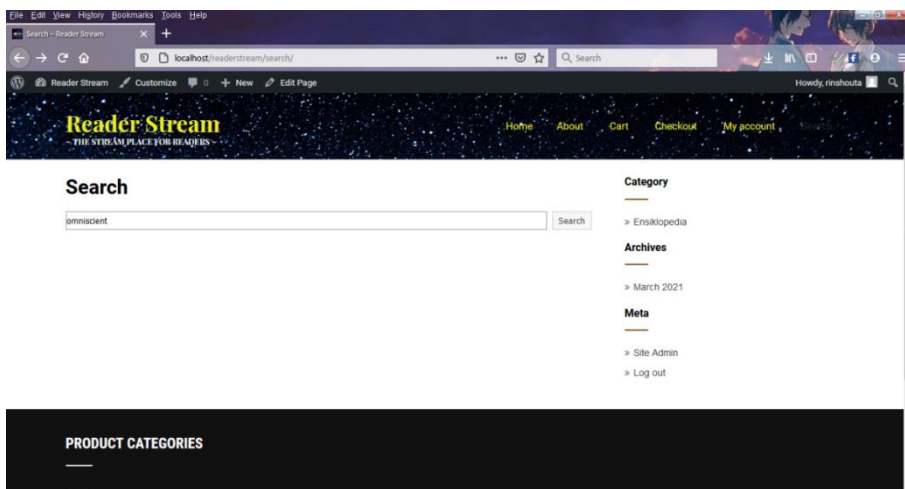 File Edit View History Bookmarks Tools Help
Search – Reader Stream
localhost/readerstream/search/
Search
Reader Stream Customize 0 New Edit Page Howdy, rinshouta
Reader Stream
~ THE STREAM PLACE FOR READERS ~
Home About Cart Checkout My account Search
Search
omniscient Search
Category
» Ensiklopedia
Archives
» March 2021
Meta
» Site Admin
» Log out
PRODUCT CATEGORIES